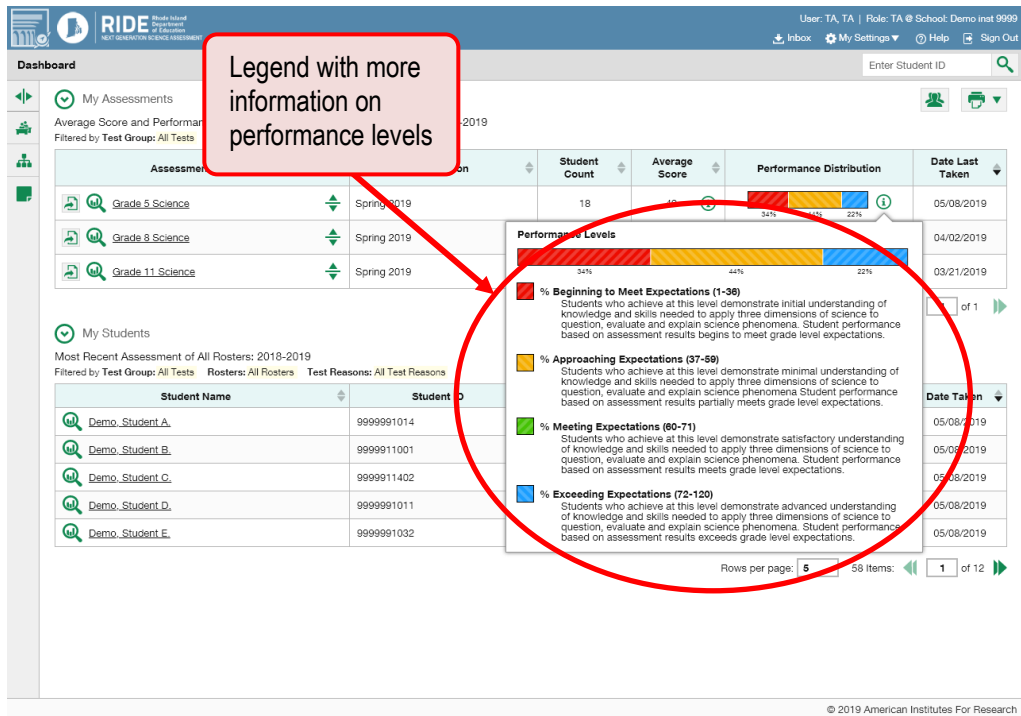 RIDE Rhode Island Department of Education
NEXT GENERATION SCIENCE ASSESSMENT
User: TA, TA | Role: TA @ School: Demo inst 9999
Inbox My Settings Help Sign Out
Dashboard
Enter Student ID
Legend with more
information on
performance levels
My Assessments
Average Score and Performan
-2019
Filtered by Test Group: All Tests
Assessmen
on
Student Count
Average Score
Performance Distribution
Date Last Taken
Grade 5 Science Spring 2019 18 34% 44% 22% 05/08/2019
Grade 8 Science Spring 2019 04/02/2019
Grade 11 Science Spring 2019 03/21/2019
of 1
Performance Levels
34% 44% 22%
% Beginning to Meet Expectations (1-36)
Students who achieve at this level demonstrate initial understanding of
knowledge and skills needed to apply three dimensions of science to
question, evaluate and explain science phenomena. Student performance
based on assessment results begins to meet grade level expectations.
% Approaching Expectations (37-59)
Students who achieve at this level demonstrate minimal understanding of
knowledge and skills needed to apply three dimensions of science to
question, evaluate and explain science phenomena Student performance
based on assessment results partially meets grade level expectations.
% Meeting Expectations (60-71)
Students who achieve at this level demonstrate satisfactory understanding
of knowledge and skills needed to apply three dimensions of science to
question, evaluate and explain science phenomena. Student performance
based on assessment results meets grade level expectations.
% Exceeding Expectations (72-120)
Students who achieve at this level demonstrate advanced understanding
of knowledge and skills needed to apply three dimensions of science to
question, evaluate and explain science phenomena. Student performance
based on assessment results exceeds grade level expectations.
My Students
Most Recent Assessment of All Rosters: 2018-2019
Filtered by Test Group: All Tests Rosters: All Rosters Test Reasons: All Test Reasons
Student Name Student ID Date Taken
Demo, Student A. 9999991014 05/08/2019
Demo, Student B. 9999911001 05/08/2019
Demo, Student C. 9999911402 05/08/2019
Demo, Student D. 9999991011 05/08/2019
Demo, Student E. 9999991032 05/08/2019
Rows per page: 5 58 Items: 1 of 12
© 2019 American Institutes For Research